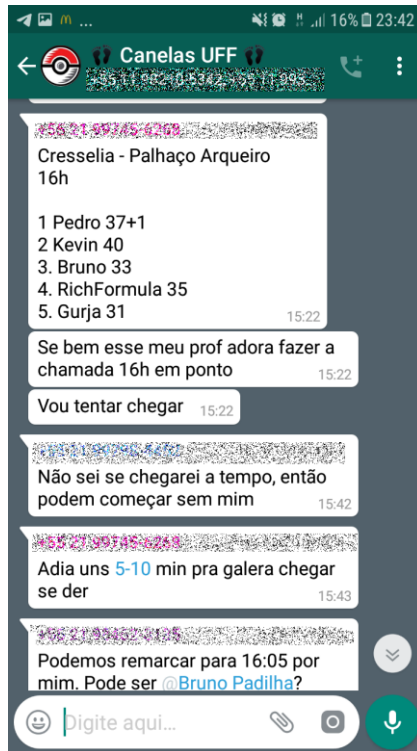 16% 23:42
Canelas UFF
Cresselia - Palhaço Arqueiro
16h
1 Pedro 37+1
2 Kevin 40
3. Bruno 33
4. RichFormula 35
5. Gurja 31
15:22
Se bem esse meu prof adora fazer a
chamada 16h em ponto
15:22
Vou tentar chegar 15:22
Não sei se chegarei a tempo, então
podem começar sem mim
15:42
Adia uns 5-10 min pra galera chegar
se der
15:43
Podemos remarcar para 16:05 por
mim. Pode ser @Bruno Padilha?
Digite aqui...